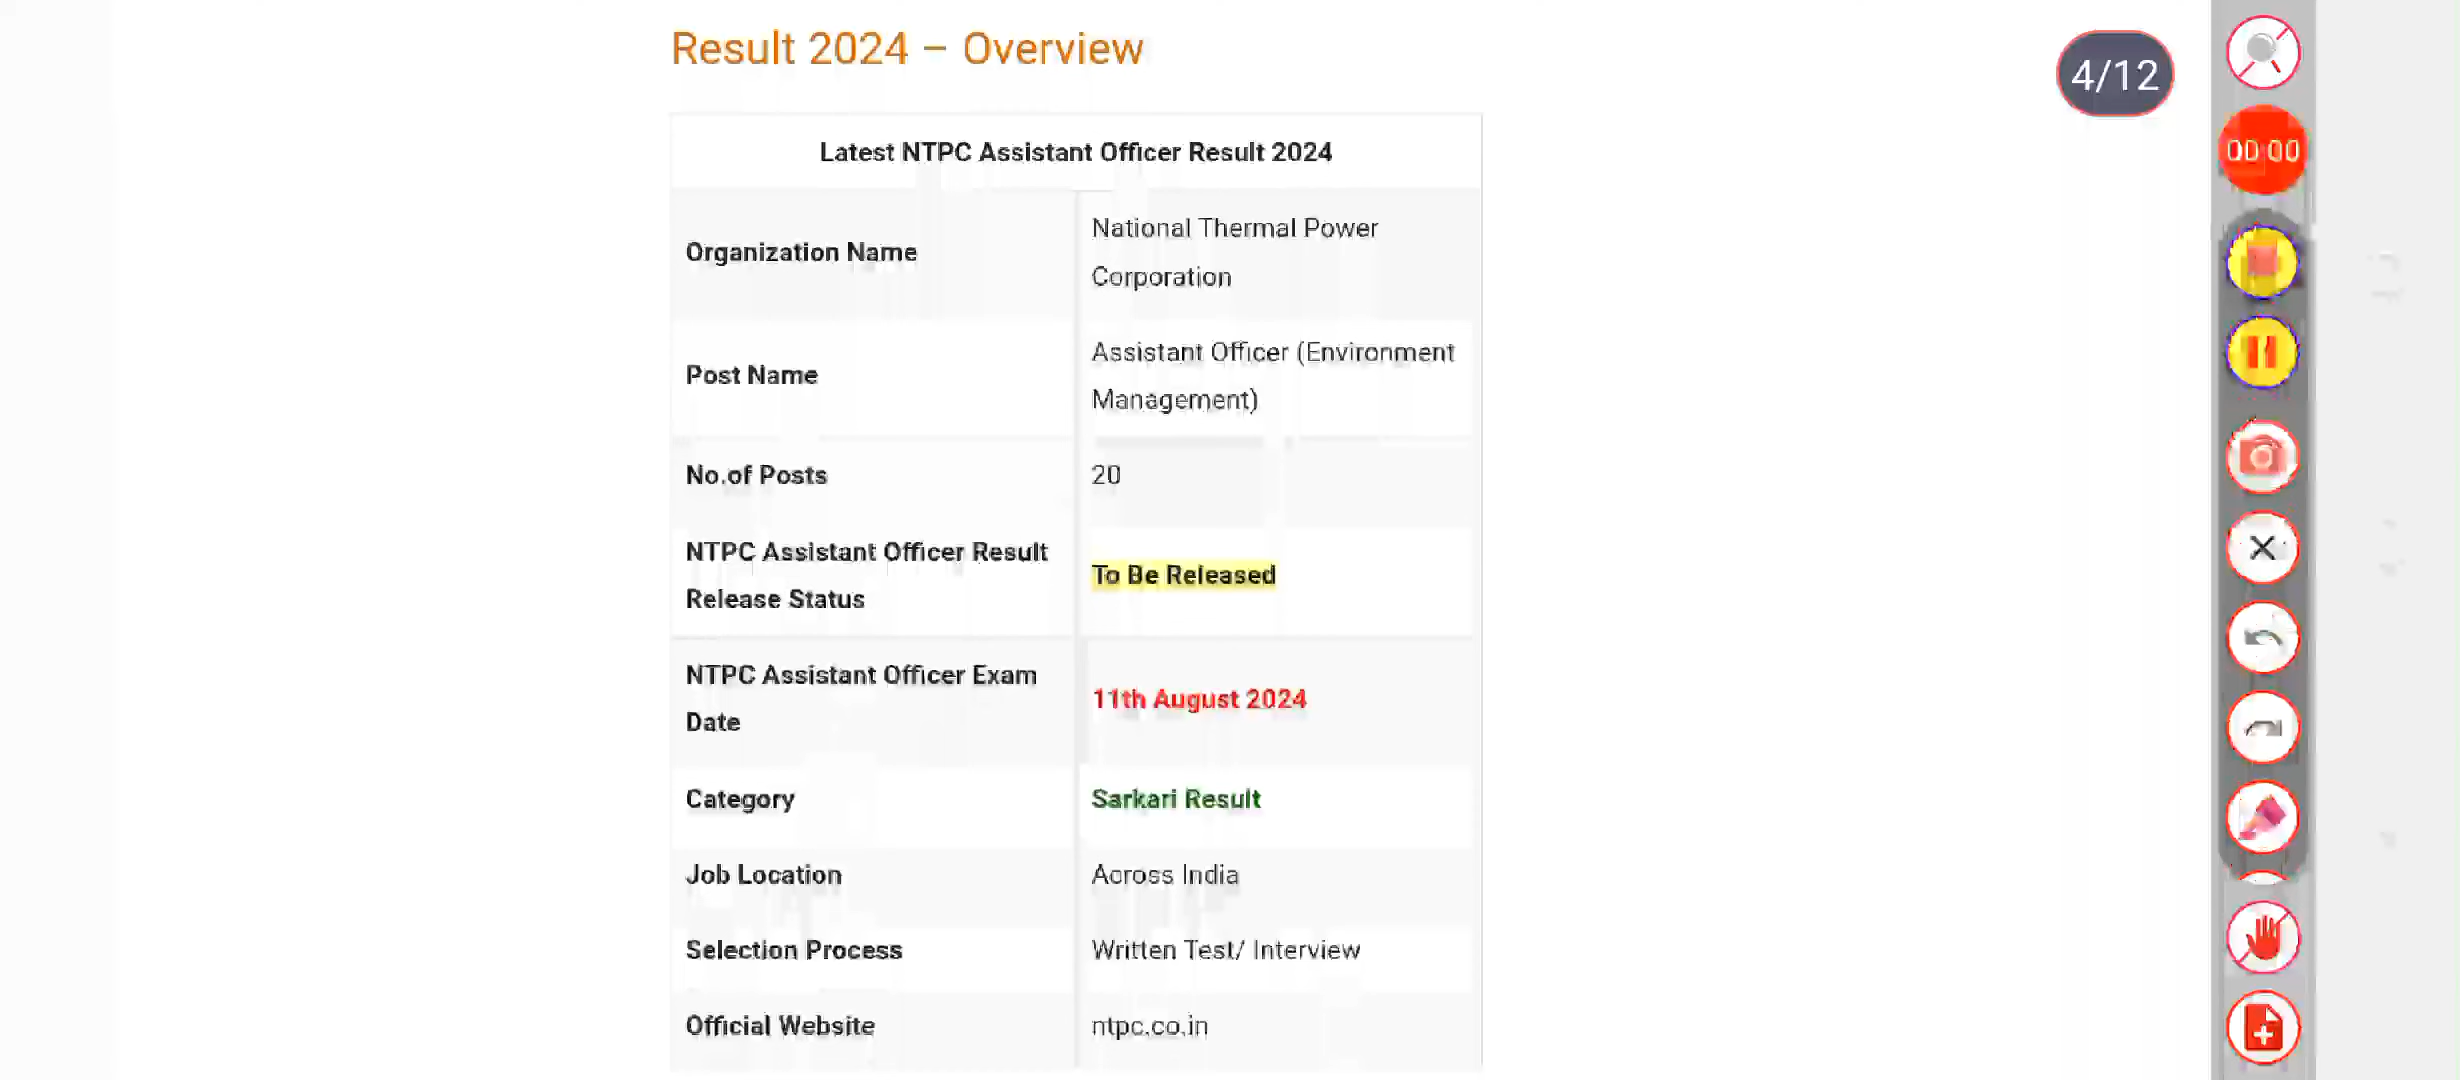 Result 2024 – Overview
4/12
Latest NTPC Assistant Officer Result 2024
Organization Name
National Thermal Power
Corporation
Post Name
Assistant Officer (Environment
Management)
No.of Posts
20
NTPC Assistant Officer Result
Release Status
To Be Released
NTPC Assistant Officer Exam
Date
11th August 2024
Category
Sarkari Result
Job Location
Across India
Selection Process
Written Test/ Interview
Official Website
ntpc.co.in
00:00